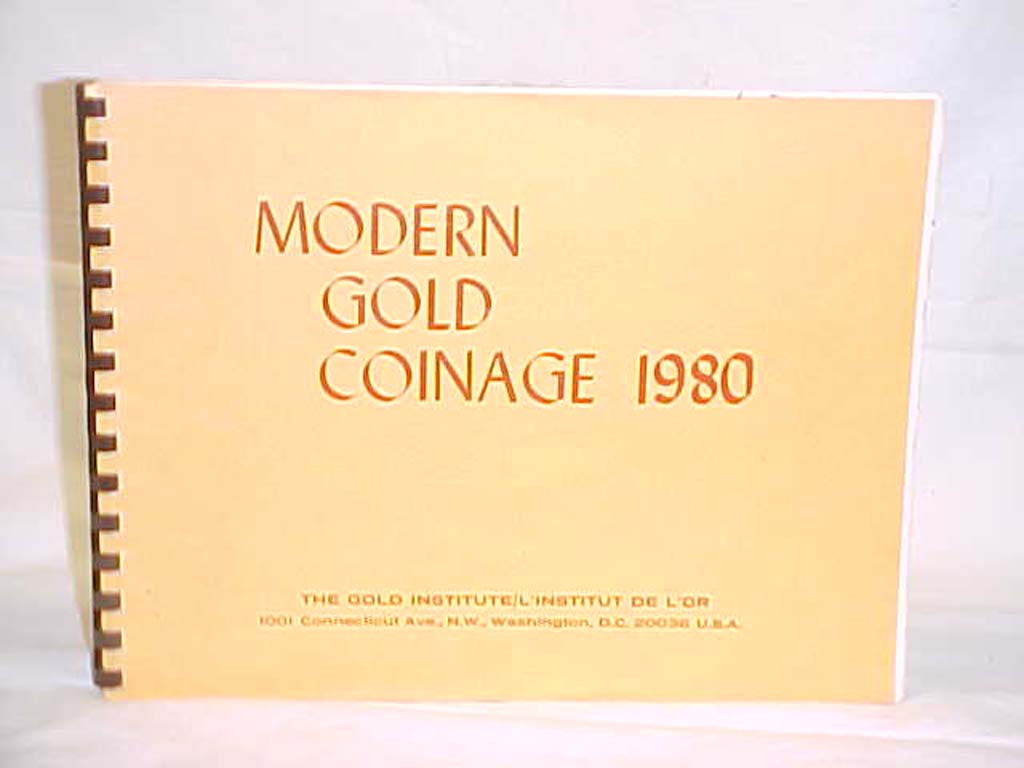 MODERN
GOLD
COINAGE 1980
THE GOLD INSTITUTE/L'INSTITUT DE L'OR
1001 Connecticut Ave., N.W., Washington, D.C. 20036 U.S.A.